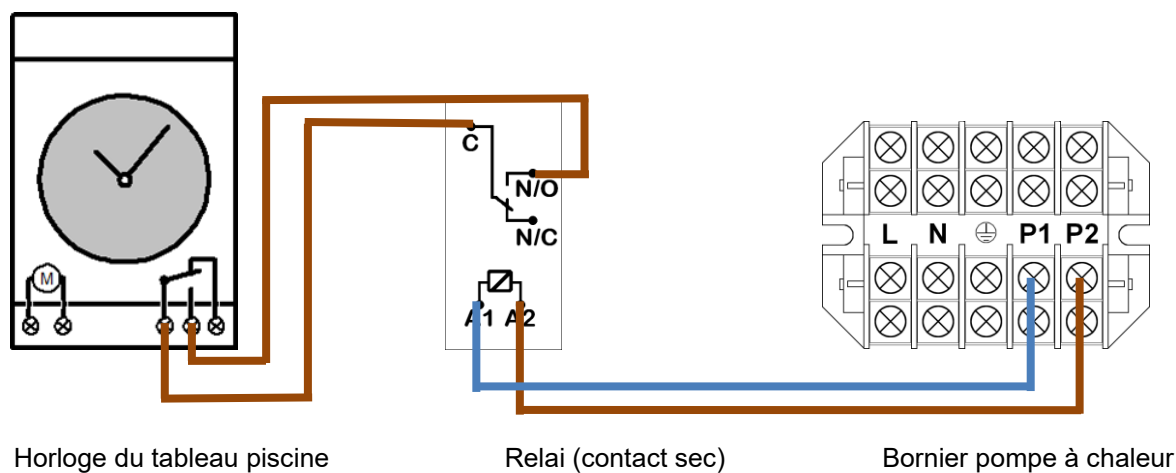 C
N/O
N/C
M
A1 A2
L N P1 P2
Horloge du tableau piscine
Relai (contact sec)
Bornier pompe à chaleur